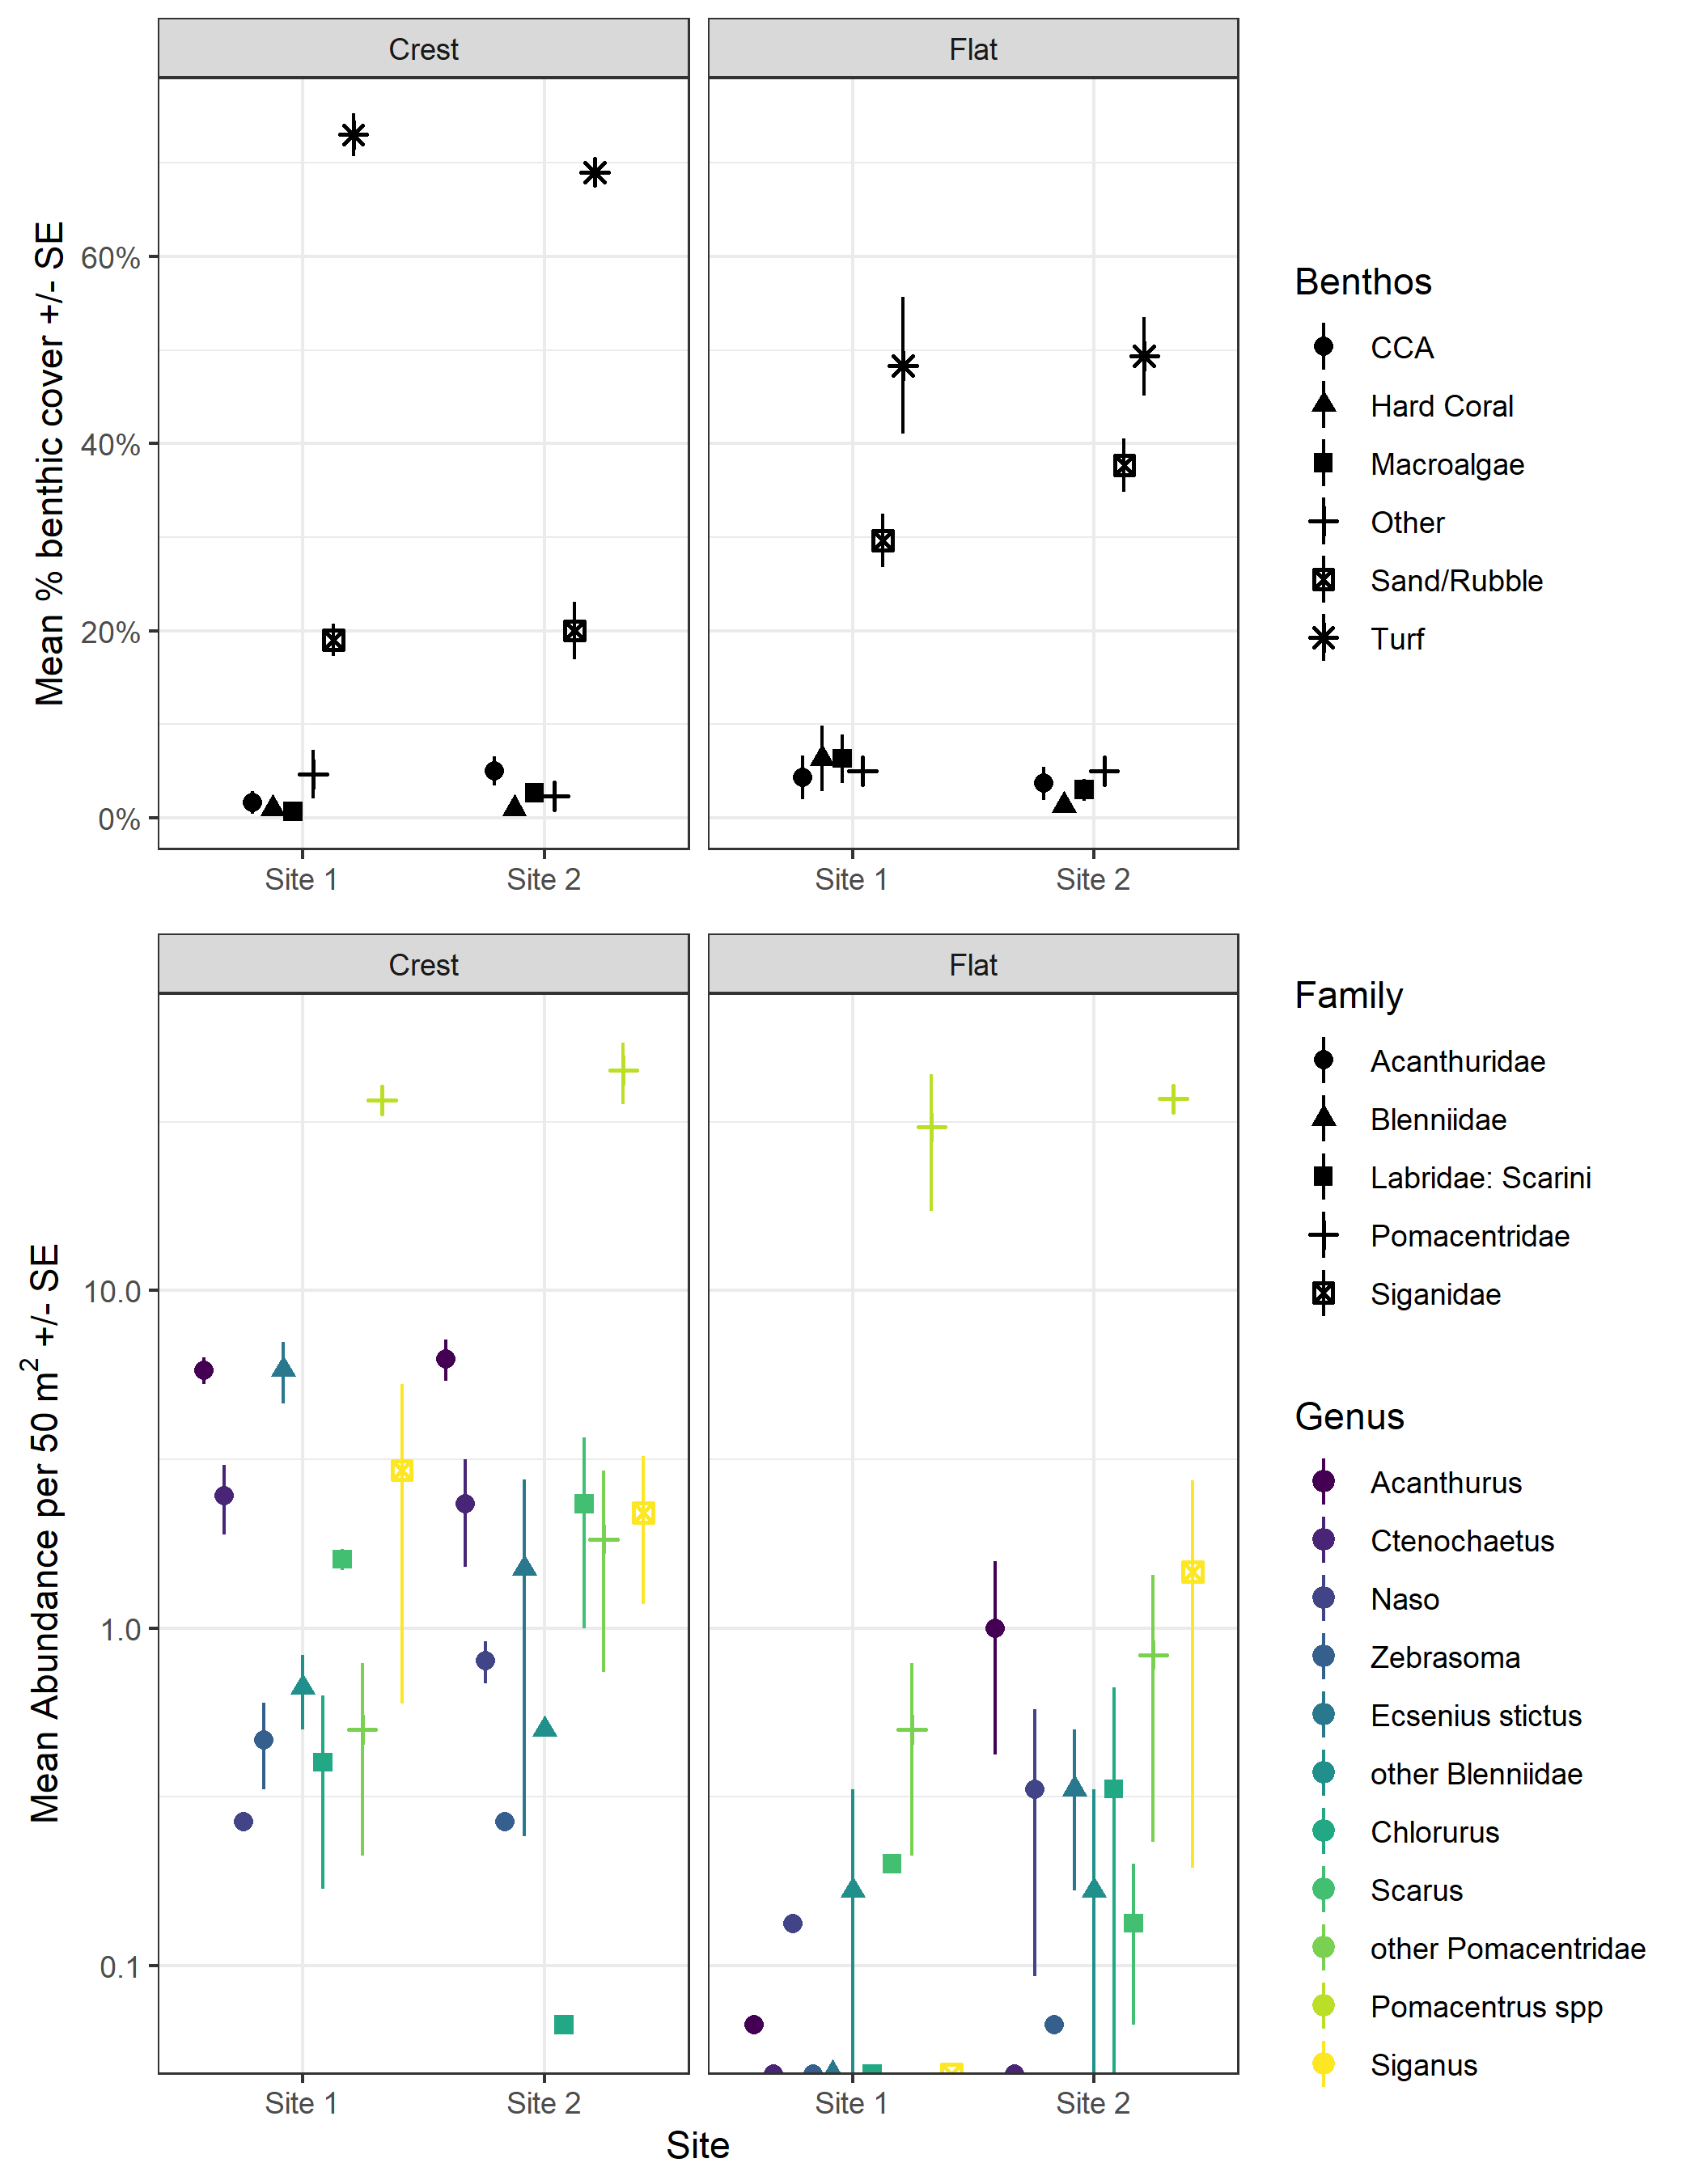 Crest
Flat
Mean % benthic cover +/- SE
60%
40%
20%
0%
Site 1
Site 2
Site 1
Site 2
Benthos
CCA
Hard Coral
Macroalgae
Other
Sand/Rubble
Turf
Crest
Flat
Mean Abundance per 50 m² +/- SE
10.0
1.0
0.1
Site 1
Site 2
Site 1
Site 2
Site
Family
Acanthuridae
Blenniidae
Labridae: Scarini
Pomacentridae
Siganidae
Genus
Acanthurus
Ctenochaetus
Naso
Zebrasoma
Ecsenius stictus
other Blenniidae
Chlorurus
Scarus
other Pomacentridae
Pomacentrus spp
Siganus